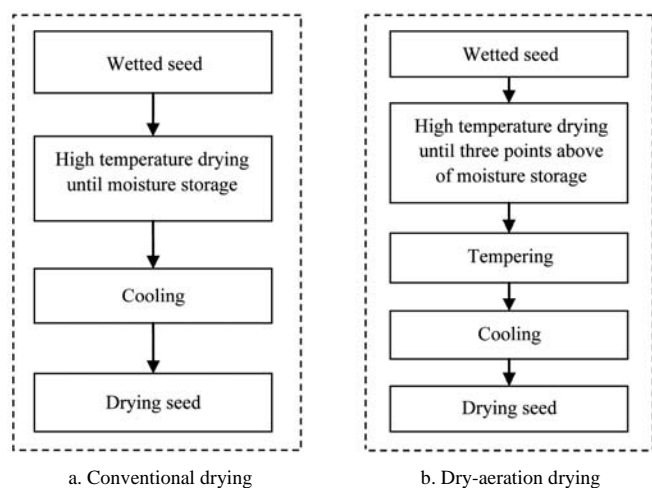 Wetted seed
High temperature drying
until moisture storage
Cooling
Drying seed
a. Conventional drying
Wetted seed
High temperature drying
until three points above
of moisture storage
Tempering
Cooling
Drying seed
b. Dry-aeration drying